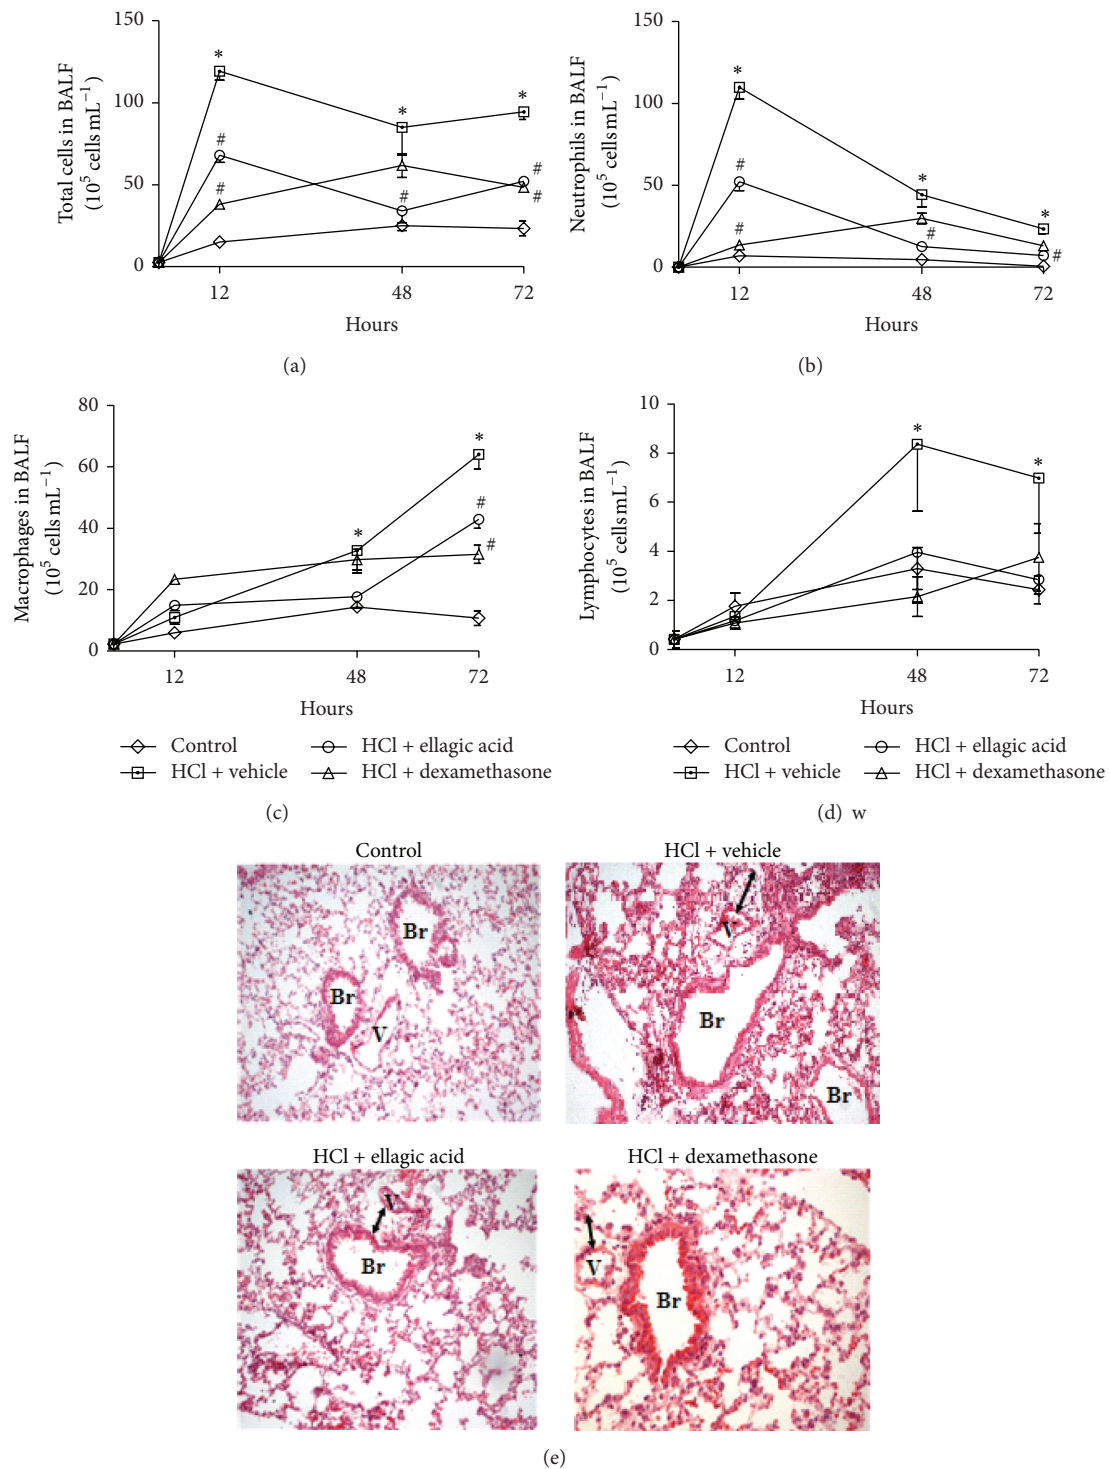 150
100
50
0
Total cells in BALF
(10⁵ cells mL⁻¹)
*
*
*
#
#
#
#
#
12
48
72
Hours
(a)
150
100
50
0
Neutrophils in BALF
(10⁵ cells mL⁻¹)
*
*
*
#
#
#
#
12
48
72
Hours
(b)
80
60
40
20
0
Macrophages in BALF
(10⁵ cells mL⁻¹)
*
*
#
#
12
48
72
Hours
Control
HCl + ellagic acid
HCl + vehicle
HCl + dexamethasone
(c)
10
8
6
4
2
0
Lymphocytes in BALF
(10⁵ cells mL⁻¹)
*
*
12
48
72
Hours
Control
HCl + ellagic acid
HCl + vehicle
HCl + dexamethasone
(d) w
Control
Br
Br
V
HCl + vehicle
V
Br
Br
HCl + ellagic acid
V
Br
HCl + dexamethasone
V
Br
(e)